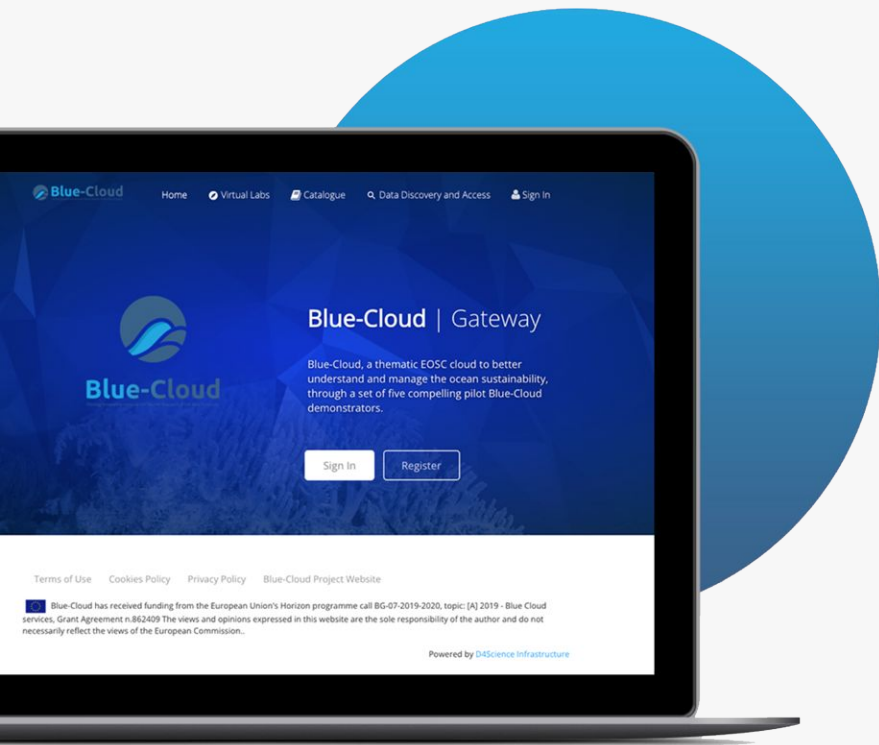 Blue-Cloud
Home Virtual Labs Catalogue Data Discovery and Access Sign In
Blue-Cloud
Blue-Cloud | Gateway
Blue-Cloud, a thematic EOSC cloud to better
understand and manage the ocean sustainability,
through a set of five compelling pilot Blue-Cloud
demonstrators.
Sign In Register
Terms of Use Cookies Policy Privacy Policy Blue-Cloud Project Website
Blue-Cloud has received funding from the European Union's Horizon programme call BG-07-2019-2020, topic: [A] 2019 - Blue Cloud
services, Grant Agreement n.862409 The views and opinions expressed in this website are the sole responsibility of the author and do not
necessarily reflect the views of the European Commission..
Powered by D4Science Infrastructure